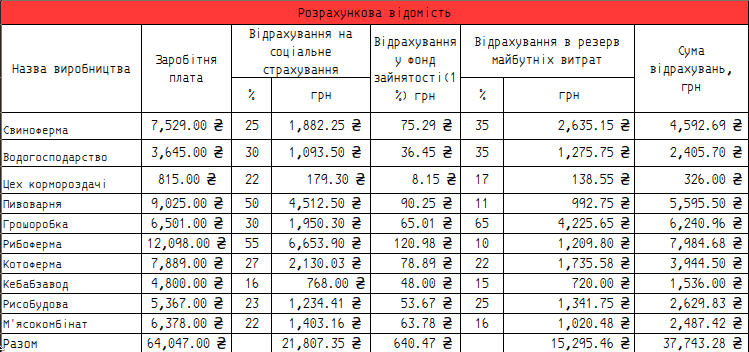 Розрахункова відомість
Назва виробництва
Заробітня
плата
Відрахування на
соціальне
страхування
Відрахування
у фонд
зайнятості(1
%) грн
Відрахування в резерв
майбутніх витрат
Сума
відрахувань,
грн
% грн % грн
Свиноферма 7,529.00 ₴ 25 1,882.25 ₴ 75.29 ₴ 35 2,635.15 ₴ 4,592.69 ₴
Водогосподарство 3,645.00 ₴ 30 1,093.50 ₴ 36.45 ₴ 35 1,275.75 ₴ 2,405.70 ₴
Цех кормороздачі 815.00 ₴ 22 179.30 ₴ 8.15 ₴ 17 138.55 ₴ 326.00 ₴
Пивоварня 9,025.00 ₴ 50 4,512.50 ₴ 90.25 ₴ 11 992.75 ₴ 5,595.50 ₴
Грошоробка 6,501.00 ₴ 30 1,950.30 ₴ 65.01 ₴ 65 4,225.65 ₴ 6,240.96 ₴
Рибоферма 12,098.00 ₴ 55 6,653.90 ₴ 120.98 ₴ 10 1,209.80 ₴ 7,984.68 ₴
Котоферма 7,889.00 ₴ 27 2,130.03 ₴ 78.89 ₴ 22 1,735.58 ₴ 3,944.50 ₴
Кебабзавод 4,800.00 ₴ 16 768.00 ₴ 48.00 ₴ 15 720.00 ₴ 1,536.00 ₴
Рисобудова 5,367.00 ₴ 23 1,234.41 ₴ 53.67 ₴ 25 1,341.75 ₴ 2,629.83 ₴
М'ясокомбінат 6,378.00 ₴ 22 1,403.16 ₴ 63.78 ₴ 16 1,020.48 ₴ 2,487.42 ₴
Разом 64,047.00 ₴ 21,807.35 ₴ 640.47 ₴ 15,295.46 ₴ 37,743.28 ₴